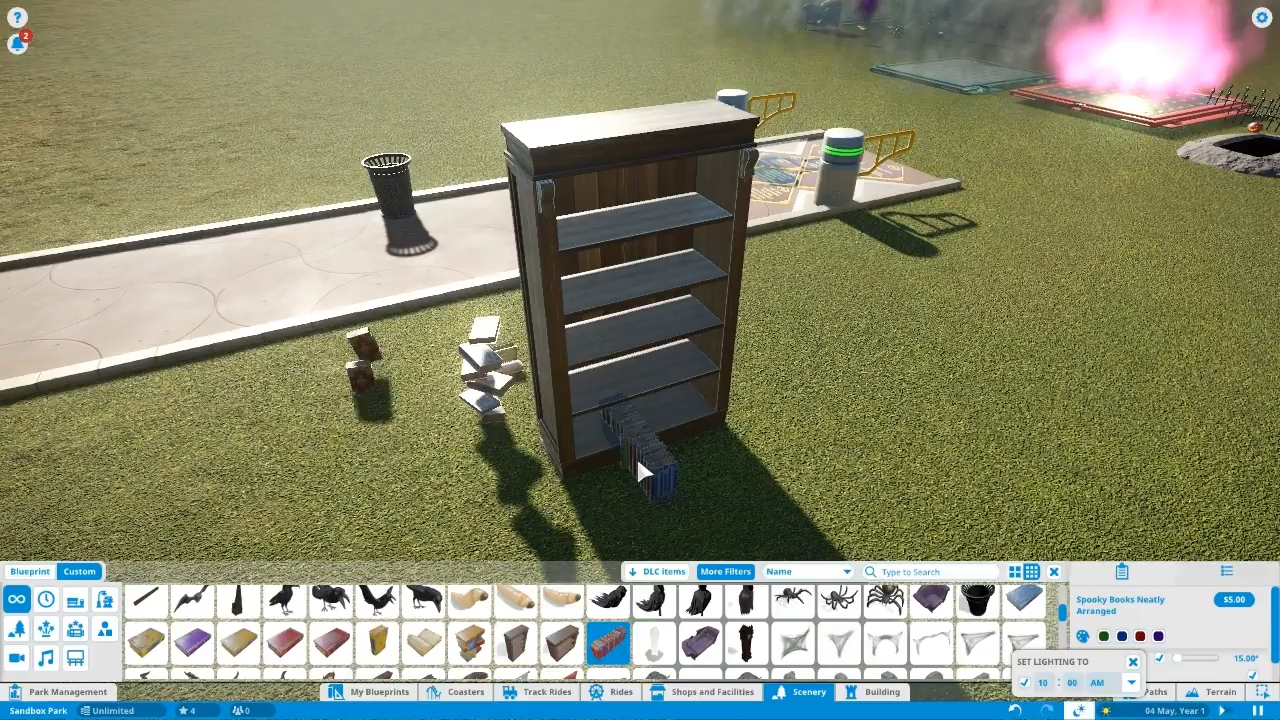 ?
2
Blueprint
Custom
DLC items
More Filters
Name
Type to Search
Spooky Books Neatly
Arranged
$5.00
SET LIGHTING TO
10 : 00 AM
15.00°
Park Management
My Blueprints
Coasters
Track Rides
Rides
Shops and Facilities
Scenery
Building
Paths
Terrain
Sandbox Park
Unlimited
4
0
04 May, Year 1